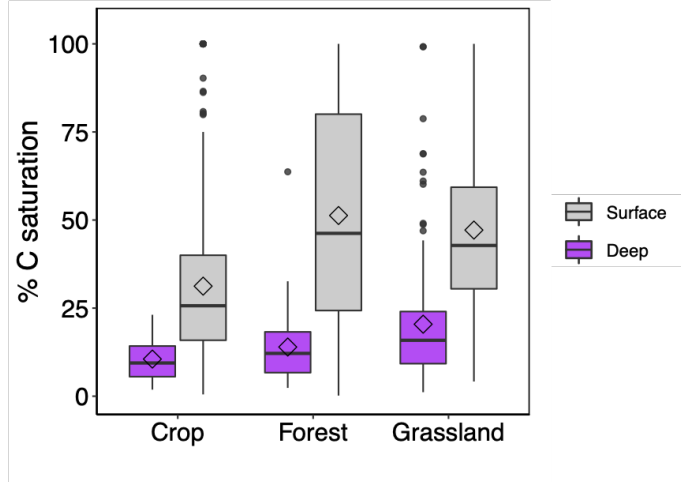 % C saturation
100
75
50
25
0
Crop Forest Grassland
Surface
Deep